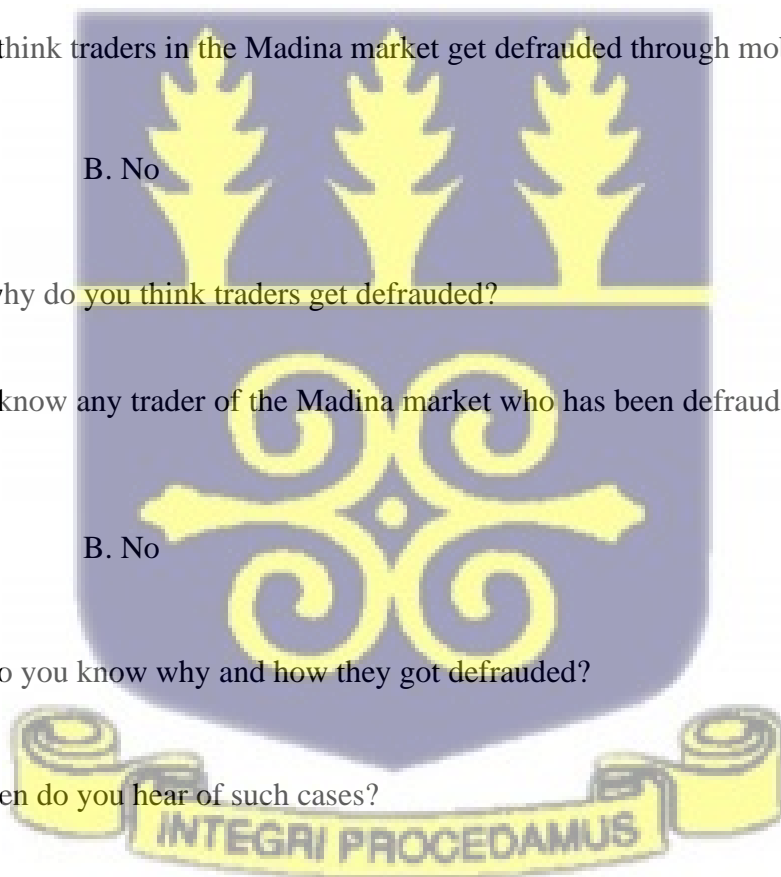 think traders in the Madina market get defrauded through mo
B. No
why do you think traders get defrauded?
know any trader of the Madina market who has been defraud
B. No
o you know why and how they got defrauded?
en do you hear of such cases?
INTEGRI PROCEDAMUS